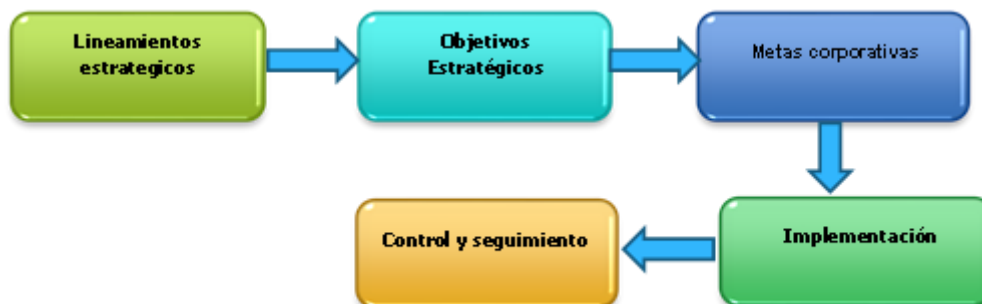 Lineamientos
estrategicos
Objetivos
Estratégicos
Metas corporativas
Implementación
Control y seguimiento